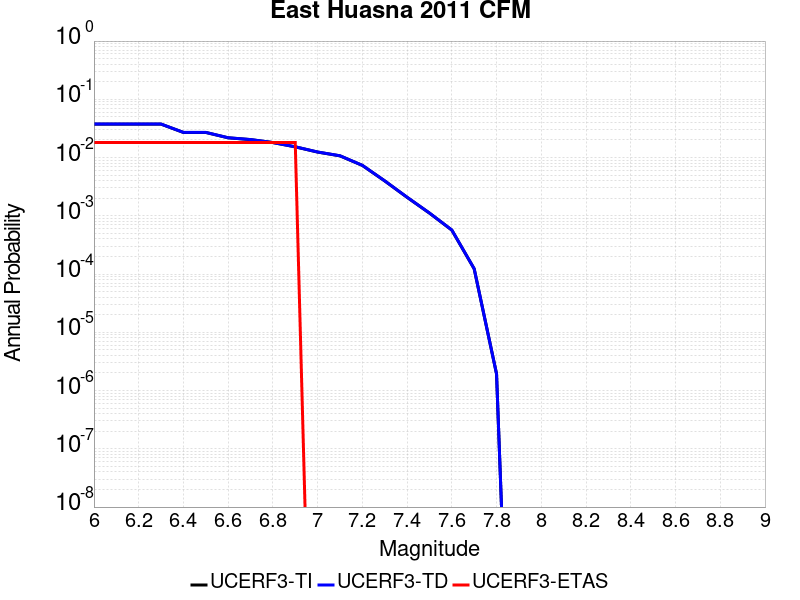 East Huasna 2011 CFM
10^0
10^-1
10^-2
10^-3
10^-4
10^-5
10^-6
10^-7
10^-8
Annual Probability
6 6.2 6.4 6.6 6.8 7 7.2 7.4 7.6 7.8 8 8.2 8.4 8.6 8.8 9
Magnitude
UCERF3-TI UCERF3-TD UCERF3-ETAS